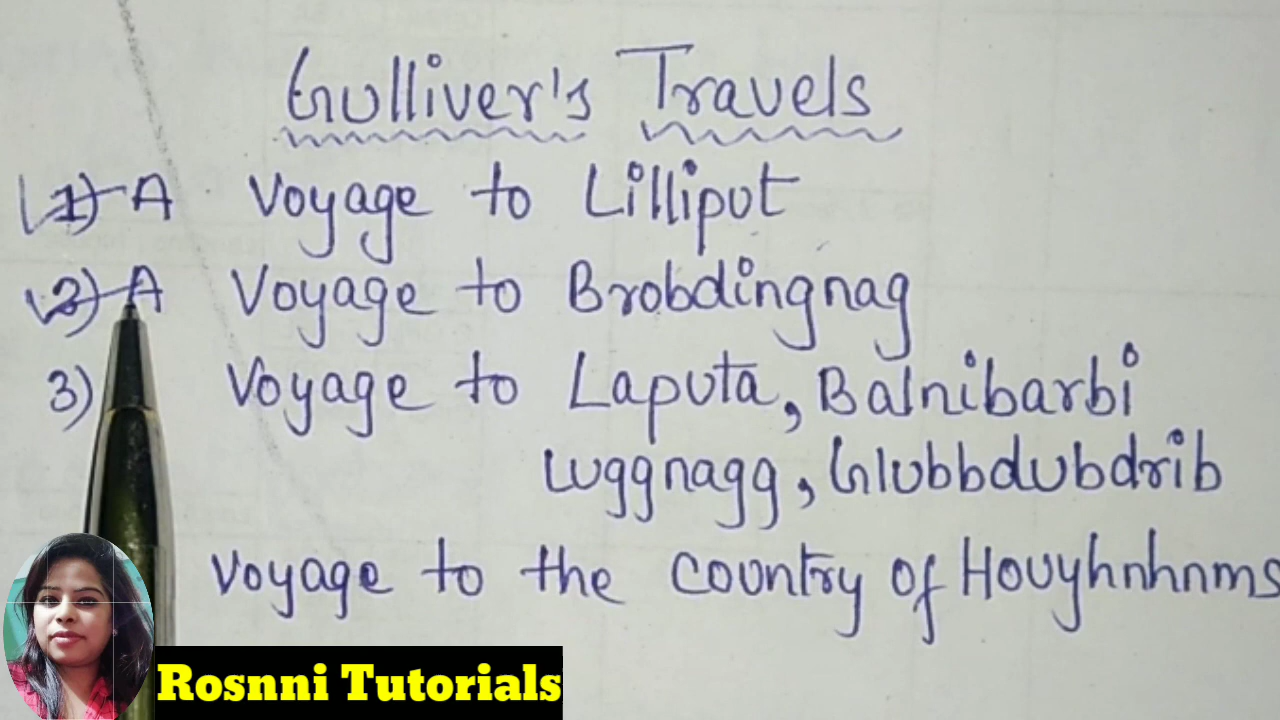 Gulliver's Travels
1) A Voyage to Lilliput
2) A Voyage to Brobdingnag
3) Voyage to Laputa, Balnibarbi
Luggnagg, Glubbdubdrib
Voyage to the country of Houyhnhnms
Rosnni Tutorials